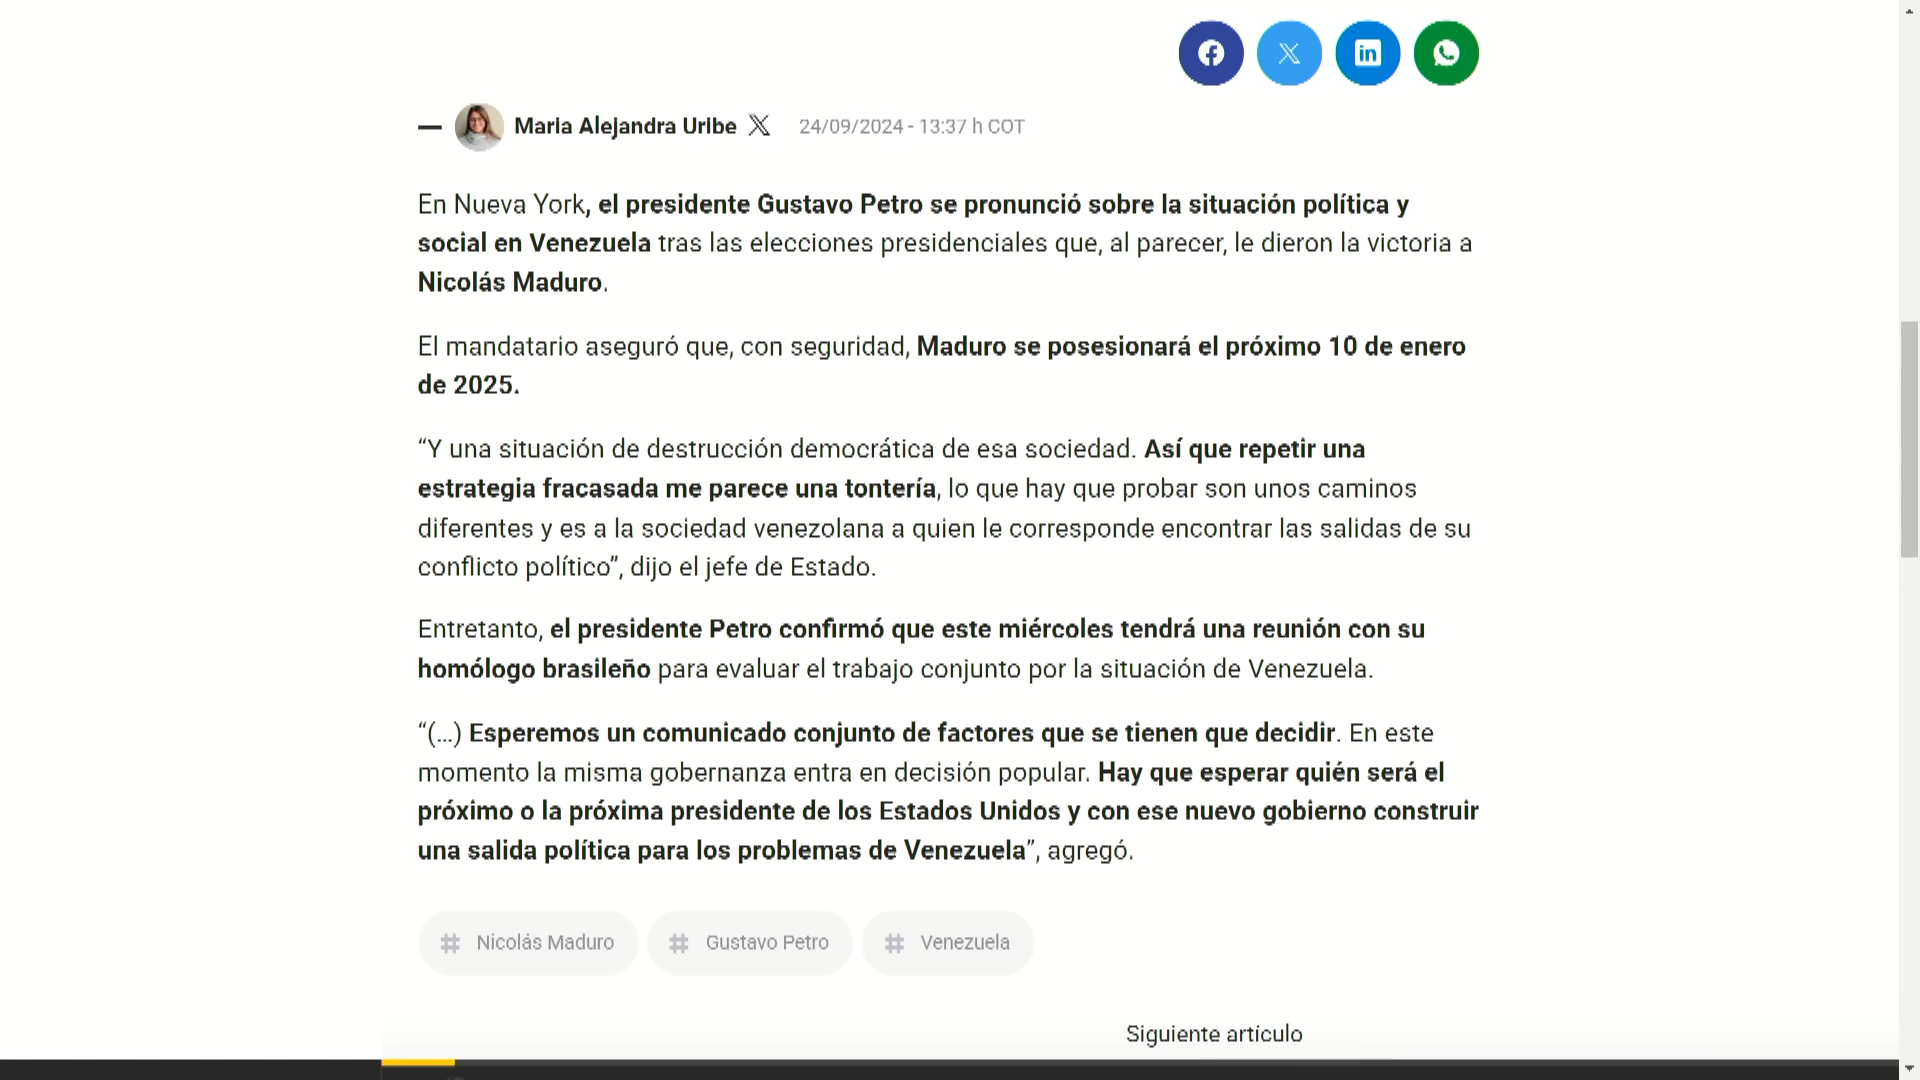 Maria Alejandra Uribe 24/09/2024 - 13:37 h COT
En Nueva York, el presidente Gustavo Petro se pronunció sobre la situación política y
social en Venezuela tras las elecciones presidenciales que, al parecer, le dieron la victoria a
Nicolás Maduro.
El mandatario aseguró que, con seguridad, Maduro se posesionará el próximo 10 de enero
de 2025.
“Y una situación de destrucción democrática de esa sociedad. Así que repetir una
estrategia fracasada me parece una tontería, lo que hay que probar son unos caminos
diferentes y es a la sociedad venezolana a quien le corresponde encontrar las salidas de su
conflicto político”, dijo el jefe de Estado.
Entretanto, el presidente Petro confirmó que este miércoles tendrá una reunión con su
homólogo brasileño para evaluar el trabajo conjunto por la situación de Venezuela.
“(...) Esperemos un comunicado conjunto de factores que se tienen que decidir. En este
momento la misma gobernanza entra en decisión popular. Hay que esperar quién será el
próximo o la próxima presidente de los Estados Unidos y con ese nuevo gobierno construir
una salida política para los problemas de Venezuela”, agregó.
# Nicolás Maduro # Gustavo Petro # Venezuela
Siguiente artículo